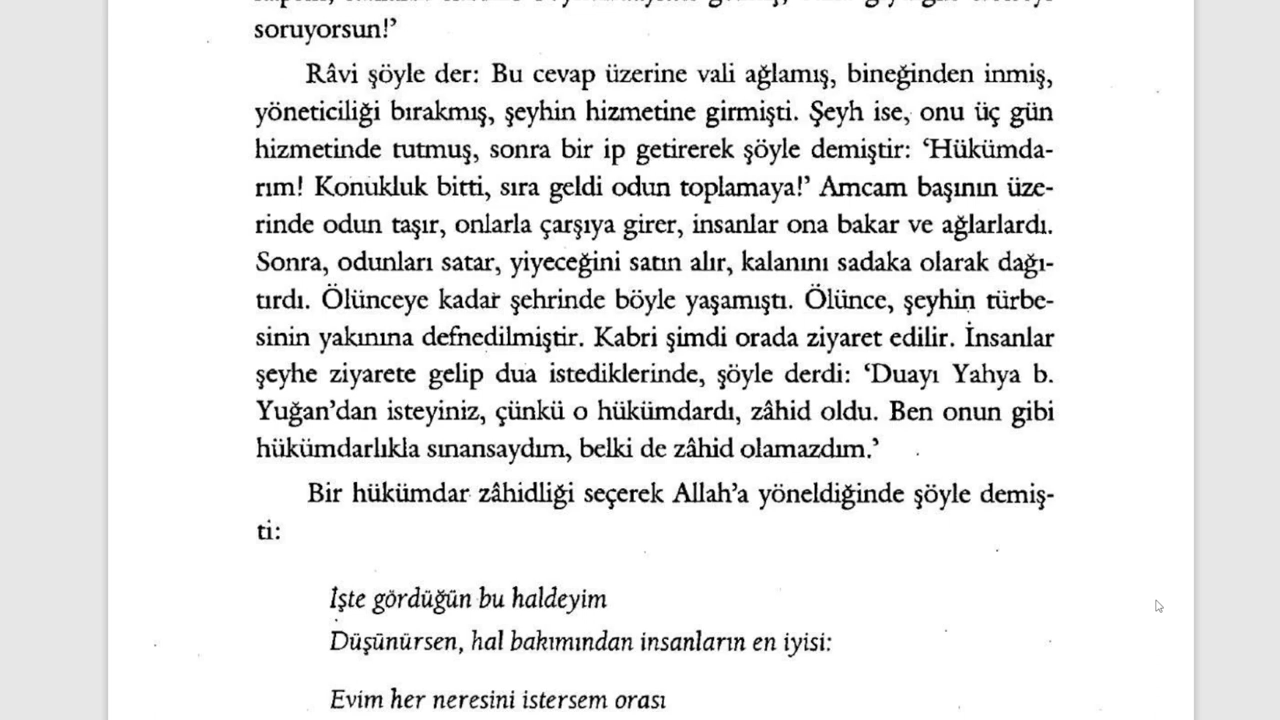 soruyorsun!’
Râvi şöyle der: Bu cevap üzerine vali ağlamış, bineğinden inmiş,
yöneticiliği bırakmış, şeyhin hizmetine girmişti. Şeyh ise, onu üç gün
hizmetinde tutmuş, sonra bir ip getirerek şöyle demiştir: ‘Hükümda-
rım! Konukluk bitti, sıra geldi odun toplamaya!’ Amcam başının üze-
rinde odun taşır, onlarla çarşıya girer, insanlar ona bakar ve ağlarlardı.
Sonra, odunları satar, yiyeceğini satın alır, kalanını sadaka olarak dağı-
tırdı. Ölünceye kadar şehrinde böyle yaşamıştı. Ölünce, şeyhin türbe-
sinin yakınına defnedilmiştir. Kabri şimdi orada ziyaret edilir. İnsanlar
şeyhe ziyarete gelip dua istediklerinde, şöyle derdi: ‘Duayı Yahya b.
Yuğan’dan isteyiniz, çünkü o hükümdardı, zâhid oldu. Ben onun gibi
hükümdarlıkla sınansaydım, belki de zâhid olamazdım.’
Bir hükümdar zâhidliği seçerek Allah’a yöneldiğinde şöyle demiş-
ti:
İşte gördüğün bu haldeyim
Düşünürsen, hal bakımından insanların en iyisi:
Evim her neresini istersem orası